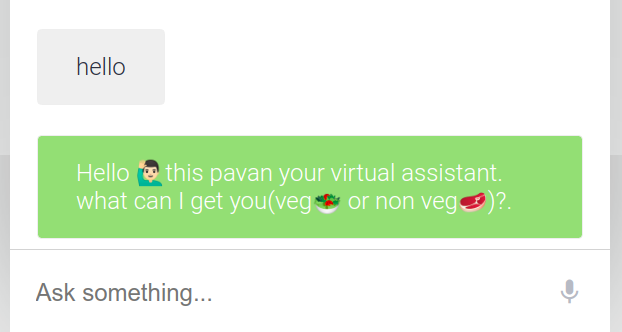 hello
Hello 🙋🏻‍♂️this pavan your virtual assistant.
what can I get you(veg🥗 or non veg🥩)?.
Ask something...